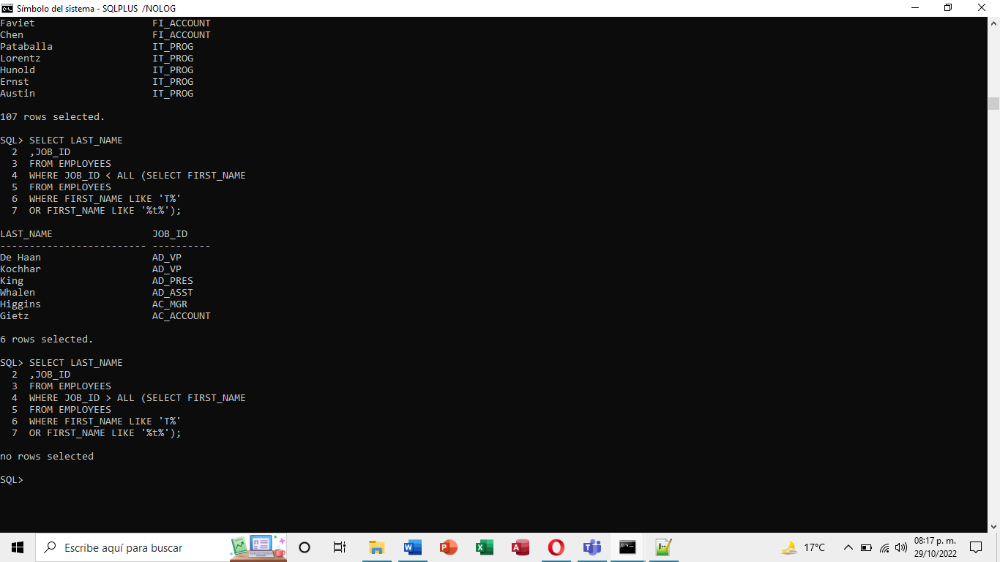 Símbolo del sistema - SQLPLUS /NOLOG
Faviet FI_ACCOUNT
Chen FI_ACCOUNT
Pataballa IT_PROG
Lorentz IT_PROG
Hunold IT_PROG
Ernst IT_PROG
Austin IT_PROG
107 rows selected.
SQL> SELECT LAST_NAME
2 ,JOB_ID
3 FROM EMPLOYEES
4 WHERE JOB_ID < ALL (SELECT FIRST_NAME
5 FROM EMPLOYEES
6 WHERE FIRST_NAME LIKE 'T%'
7 OR FIRST_NAME LIKE '%t%');
LAST_NAME JOB_ID
------------------------- ----------
De Haan AD_VP
Kochhar AD_VP
King AD_PRES
Whalen AD_ASST
Higgins AC_MGR
Gietz AC_ACCOUNT
6 rows selected.
SQL> SELECT LAST_NAME
2 ,JOB_ID
3 FROM EMPLOYEES
4 WHERE JOB_ID > ALL (SELECT FIRST_NAME
5 FROM EMPLOYEES
6 WHERE FIRST_NAME LIKE 'T%'
7 OR FIRST_NAME LIKE '%t%');
no rows selected
SQL>
Escribe aquí para buscar
17°C
08:17 p. m.
29/10/2022